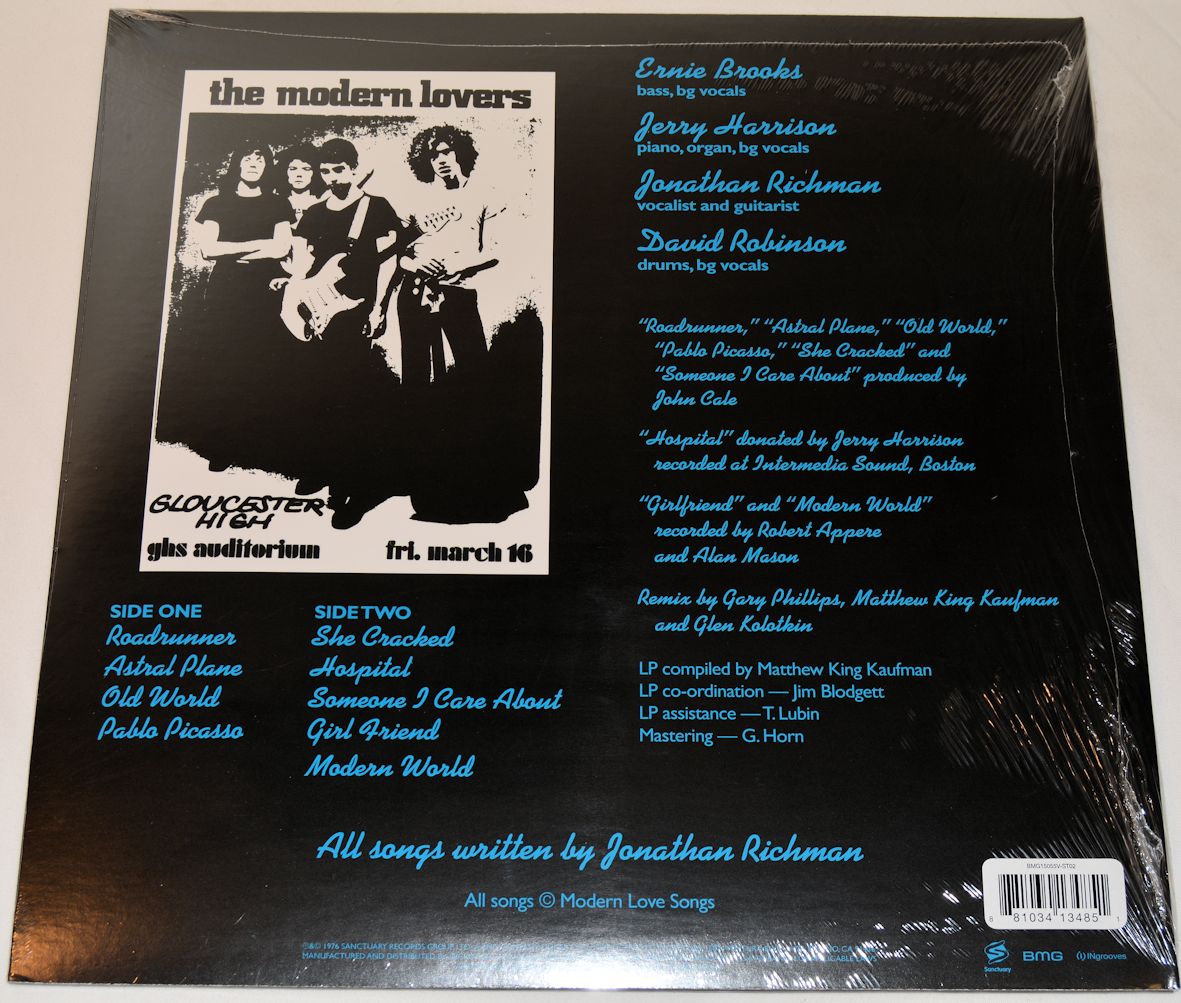 the modern lovers
GLOUCESTER
HIGH
ghs auditorium fri. march 16
Ernie Brooks
bass, bg vocals
Jerry Harrison
piano, organ, bg vocals
Jonathan Richman
vocalist and guitarist
David Robinson
drums, bg vocals
“Roadrunner,” “Astral Plane,” “Old World,”
“Pablo Picasso,” “She Cracked” and
“Someone I Care About” produced by
John Cale
“Hospital” donated by Jerry Harrison
recorded at Intermedia Sound, Boston
“Girlfriend” and “Modern World”
recorded by Robert Appere
and Alan Mason
Remix by Gary Phillips, Matthew King Kaufman
and Glen Kolotkin
LP compiled by Matthew King Kaufman
LP co-ordination — Jim Blodgett
LP assistance — T. Lubin
Mastering — G. Horn
SIDE ONE
Roadrunner
Astral Plane
Old World
Pablo Picasso
SIDE TWO
She Cracked
Hospital
Someone I Care About
Girl Friend
Modern World
All songs written by Jonathan Richman
All songs © Modern Love Songs
℗&© 1976 SANCTUARY RECORDS GROUP
MANUFACTURED AND DISTRIBUTED
BMG15055V-ST02
8 81034 13485 1
Sanctuary
BMG
INgrooves